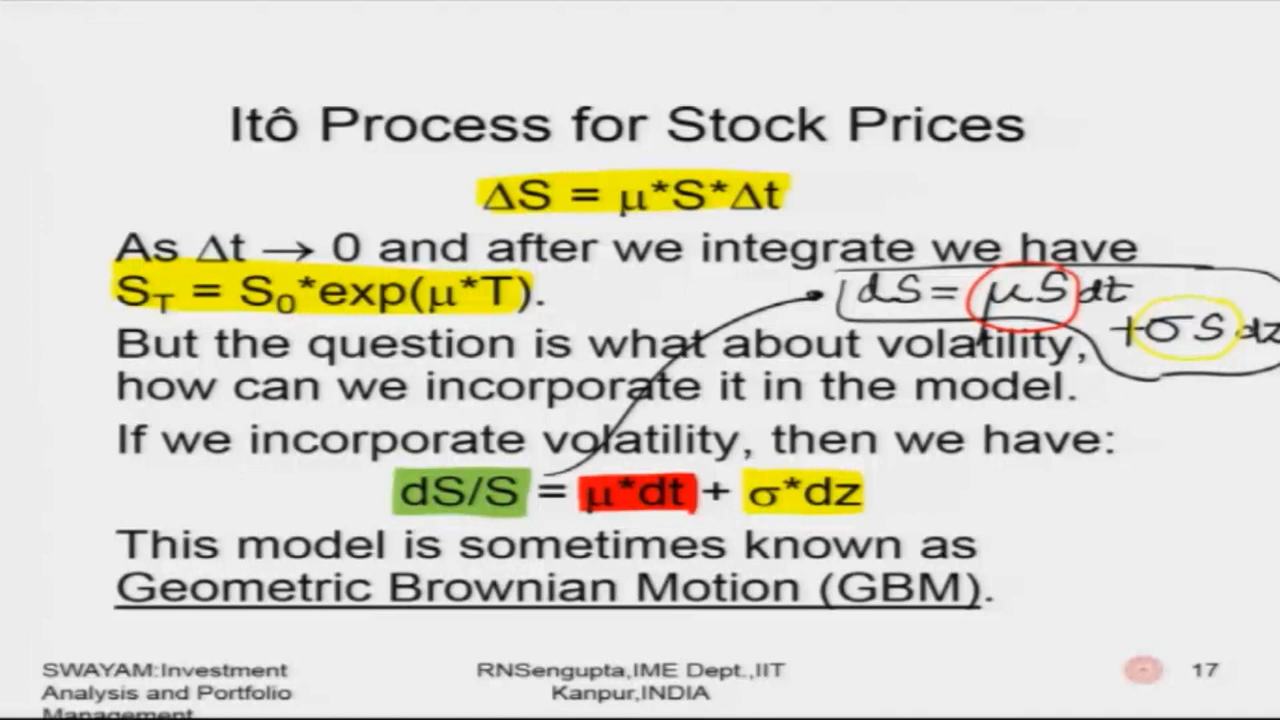 Itô Process for Stock Prices
ΔS = μ*S*Δt
As Δt → 0 and after we integrate we have
S_T = S_0*exp(μ*T).
dS = μS dt
+ σS dz
But the question is what about volatility,
how can we incorporate it in the model.
If we incorporate volatility, then we have:
dS/S = μ*dt + σ*dz
This model is sometimes known as
Geometric Brownian Motion (GBM).
SWAYAM:Investment
Analysis and Portfolio
Management
RNSengupta,IME Dept.,IIT
Kanpur,INDIA
17